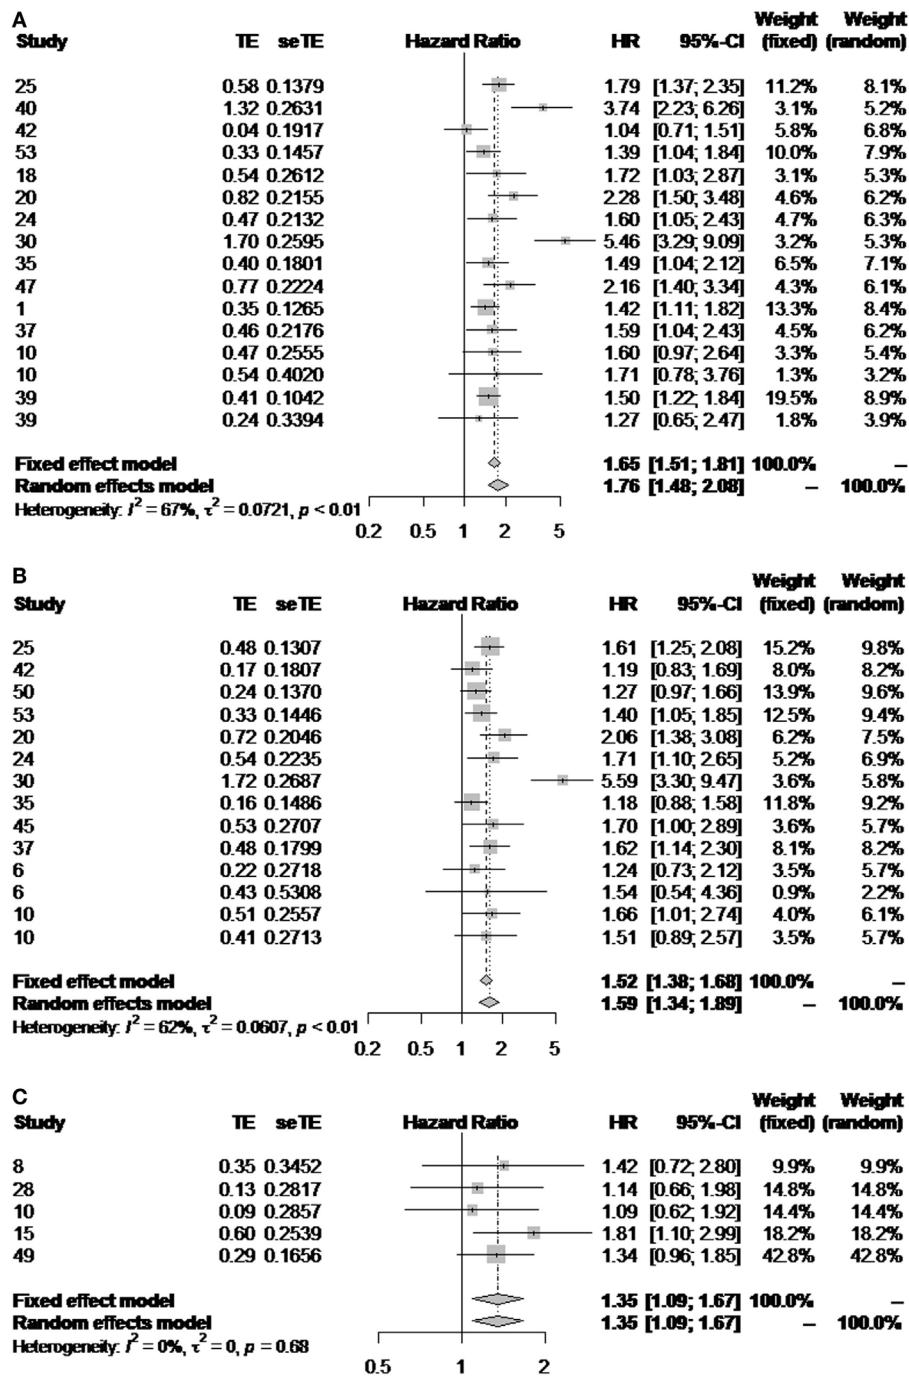 A
Weight Weight
Study TE seTE Hazard Ratio HR 95%-CI (fixed) (random)
25 0.58 0.1379 1.79 [1.37; 2.35] 11.2% 8.1%
40 1.32 0.2631 3.74 [2.23; 6.26] 3.1% 5.2%
42 0.04 0.1917 1.04 [0.71; 1.51] 5.8% 6.8%
53 0.33 0.1457 1.39 [1.04; 1.84] 10.0% 7.9%
18 0.54 0.2612 1.72 [1.03; 2.87] 3.1% 5.3%
20 0.82 0.2155 2.28 [1.50; 3.48] 4.6% 6.2%
24 0.47 0.2132 1.60 [1.05; 2.43] 4.7% 6.3%
30 1.70 0.2595 5.46 [3.29; 9.09] 3.2% 5.3%
35 0.40 0.1801 1.49 [1.04; 2.12] 6.5% 7.1%
47 0.77 0.2224 2.16 [1.40; 3.34] 4.3% 6.1%
1 0.35 0.1265 1.42 [1.11; 1.82] 13.3% 8.4%
37 0.46 0.2176 1.59 [1.04; 2.43] 4.5% 6.2%
10 0.47 0.2555 1.60 [0.97; 2.64] 3.3% 5.4%
10 0.54 0.4020 1.71 [0.78; 3.76] 1.3% 3.2%
39 0.41 0.1042 1.50 [1.22; 1.84] 19.5% 8.9%
39 0.24 0.3394 1.27 [0.65; 2.47] 1.8% 3.9%
Fixed effect model 1.65 [1.51; 1.81] 100.0% --
Random effects model 1.76 [1.48; 2.08] -- 100.0%
Heterogeneity: I² = 67%, τ² = 0.0721, p < 0.01
0.2 0.5 1 2 5
B
Weight Weight
Study TE seTE Hazard Ratio HR 95%-CI (fixed) (random)
25 0.48 0.1307 1.61 [1.25; 2.08] 15.2% 9.8%
42 0.17 0.1807 1.19 [0.83; 1.69] 8.0% 8.2%
50 0.24 0.1370 1.27 [0.97; 1.66] 13.9% 9.6%
53 0.33 0.1446 1.40 [1.05; 1.85] 12.5% 9.4%
20 0.72 0.2046 2.06 [1.38; 3.08] 6.2% 7.5%
24 0.54 0.2235 1.71 [1.10; 2.65] 5.2% 6.9%
30 1.72 0.2687 5.59 [3.30; 9.47] 3.6% 5.8%
35 0.16 0.1486 1.18 [0.88; 1.58] 11.8% 9.2%
45 0.53 0.2707 1.70 [1.00; 2.89] 3.6% 5.7%
37 0.48 0.1799 1.62 [1.14; 2.30] 8.1% 8.2%
6 0.22 0.2718 1.24 [0.73; 2.12] 3.5% 5.7%
6 0.43 0.5308 1.54 [0.54; 4.36] 0.9% 2.2%
10 0.51 0.2557 1.66 [1.01; 2.74] 4.0% 6.1%
10 0.41 0.2713 1.51 [0.89; 2.57] 3.5% 5.7%
Fixed effect model 1.52 [1.38; 1.68] 100.0% --
Random effects model 1.59 [1.34; 1.89] -- 100.0%
Heterogeneity: I² = 62%, τ² = 0.0607, p < 0.01
0.2 0.5 1 2 5
C
Weight Weight
Study TE seTE Hazard Ratio HR 95%-CI (fixed) (random)
8 0.35 0.3452 1.42 [0.72; 2.80] 9.9% 9.9%
28 0.13 0.2817 1.14 [0.66; 1.98] 14.8% 14.8%
10 0.09 0.2857 1.09 [0.62; 1.92] 14.4% 14.4%
15 0.60 0.2539 1.81 [1.10; 2.99] 18.2% 18.2%
49 0.29 0.1656 1.34 [0.96; 1.85] 42.8% 42.8%
Fixed effect model 1.35 [1.09; 1.67] 100.0% --
Random effects model 1.35 [1.09; 1.67] -- 100.0%
Heterogeneity: I² = 0%, τ² = 0, p = 0.68
0.5 1 2